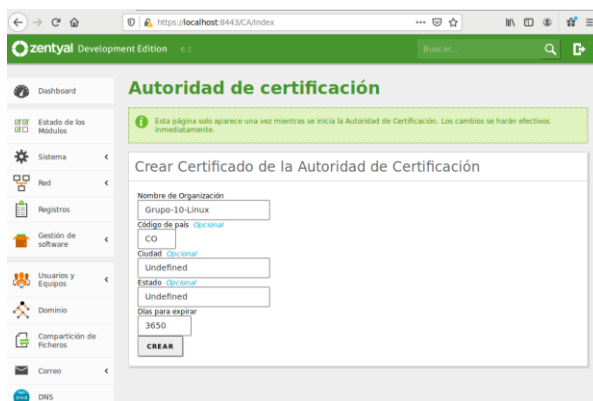 https://localhost:8443/CA/Index
zentyal Development Edition 6.1
Buscar...
Dashboard
Estado de los
Módulos
Sistema
Red
Registros
Gestión de
software
Usuarios y
Equipos
Dominio
Compartición de
Ficheros
Correo
DNS
Autoridad de certificación
Esta página solo aparece una vez mientras se inicia la Autoridad de Certificación. Los cambios se harán efectivos
inmediatamente.
Crear Certificado de la Autoridad de Certificación
Nombre de Organización
Grupo-10-Linux
Código de país Opcional
CO
Ciudad Opcional
Undefined
Estado Opcional
Undefined
Días para expirar
3650
CREAR